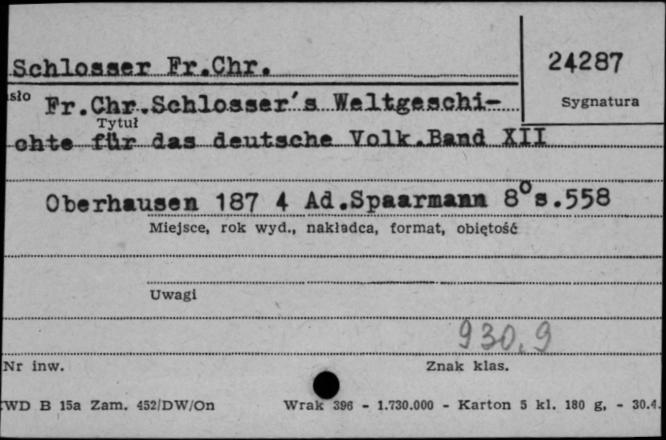 Schlosser Fr.Chr.
24287
sło Fr.Chr.Schlosser's Weltgeschi-
Sygnatura
Tytuł
chte für das deutsche Volk.Band XII
Oberhausen 187 4 Ad.Spaarmann 8° s.558
Miejsce, rok wyd., nakładca, format, obiętość
Uwagi
930.9
Nr inw.
Znak klas.
WD B 15a Zam. 452/DW/On Wrak 396 - 1.730.000 - Karton 5 kl. 180 g, - 30.4.